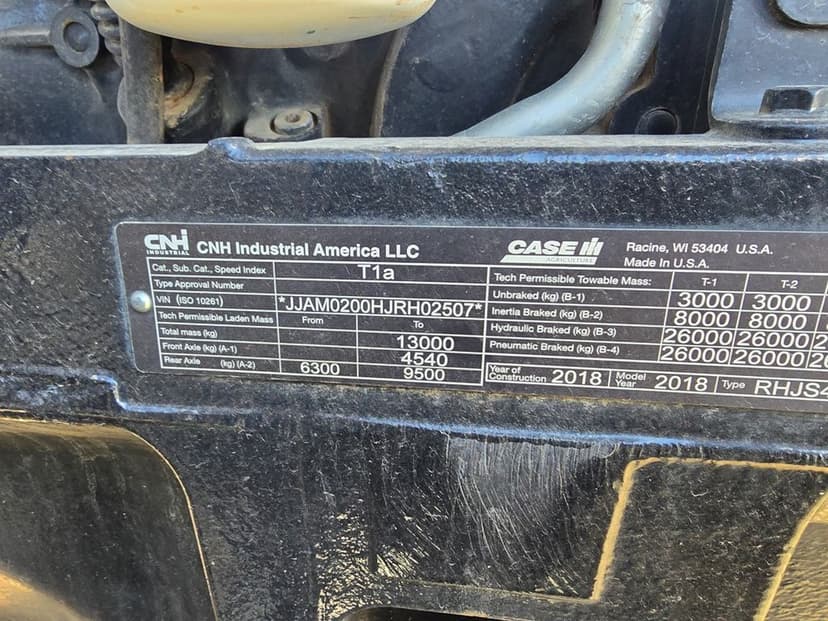 CNH INDUSTRIAL CNH Industrial America LLC
CASE IH AGRICULTURE
Racine, WI 53404 U.S.A.
Made in U.S.A.
Cat., Sub. Cat., Speed Index T1a
Type Approval Number
VIN (ISO 10261) *JJAM0200HJRH02507*
Tech Permissible Laden Mass From To
Total mass (kg) 13000
Front Axle (kg) (A-1) 4540
Rear Axle (kg) (A-2) 6300 9500
Tech Permissible Towable Mass: T-1 T-2
Unbraked (kg) (B-1) 3000 3000
Inertia Braked (kg) (B-2) 8000 8000
Hydraulic Braked (kg) (B-3) 26000 26000
Pneumatic Braked (kg) (B-4) 26000 26000
Year of Construction 2018 Model Year 2018 Type RHJS4